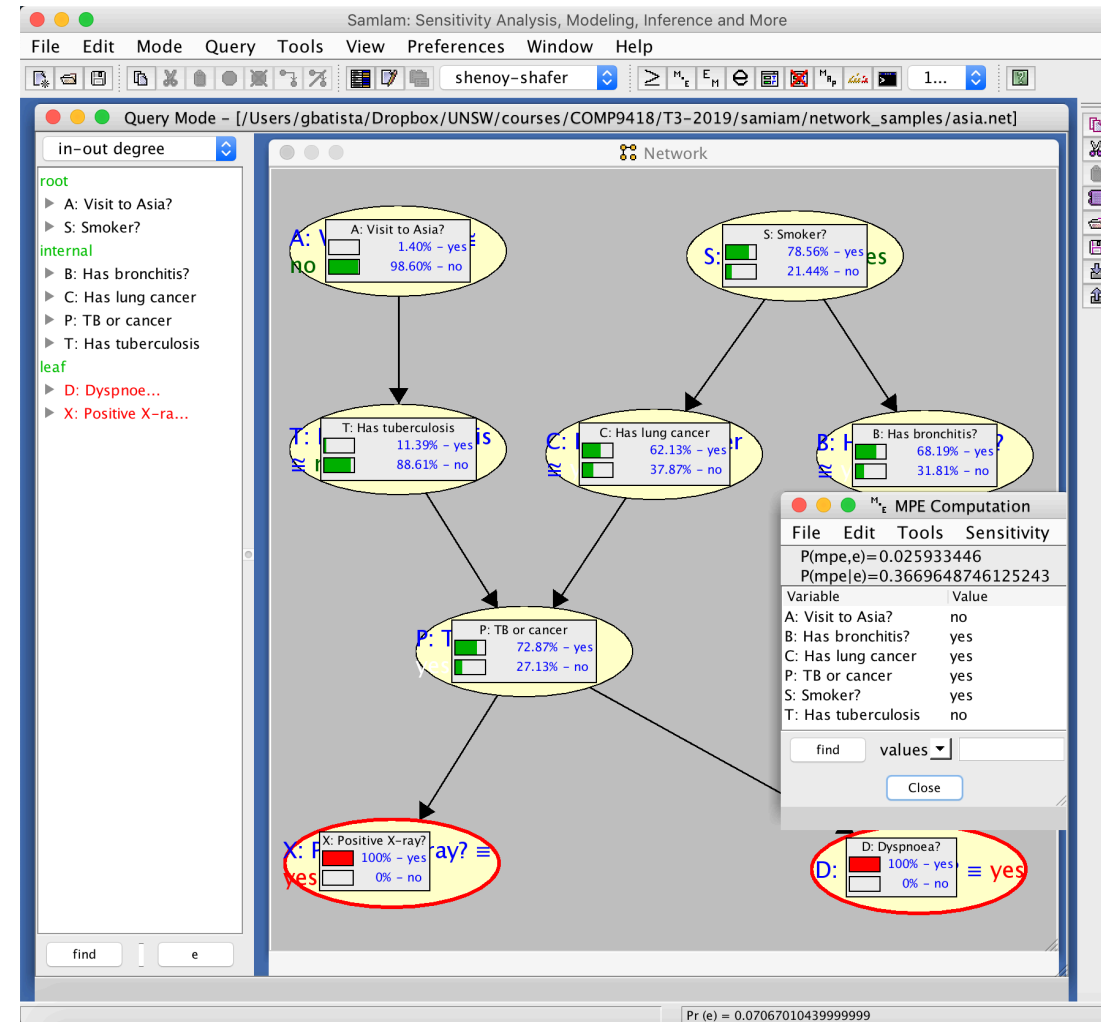 SamIam: Sensitivity Analysis, Modeling, Inference and More
File Edit Mode Query Tools View Preferences Window Help
shenoy-shafer
1...
Query Mode – [/Users/gbatista/Dropbox/UNSW/courses/COMP9418/T3-2019/samiam/network_samples/asia.net]
in-out degree
root
A: Visit to Asia?
S: Smoker?
internal
B: Has bronchitis?
C: Has lung cancer
P: TB or cancer
T: Has tuberculosis
leaf
D: Dyspnoe...
X: Positive X-ra...
find
e
Network
A: Visit to Asia?
1.40% – yes
98.60% – no
no
S:
S: Smoker?
78.56% – yes
21.44% – no
T: Has tuberculosis
11.39% – yes
88.61% – no
C: Has lung cancer
62.13% – yes
37.87% – no
B: Has bronchitis?
68.19% – yes
31.81% – no
P: TB or cancer
72.87% – yes
27.13% – no
yes
X: Positive X-ray?
100% – yes
0% – no
ray? ≡
yes
D:
D: Dyspnoea?
100% – yes
0% – no
≡ yes
MPE Computation
File Edit Tools Sensitivity
P(mpe,e)=0.025933446
P(mpe|e)=0.3669648746125243
Variable Value
A: Visit to Asia? no
B: Has bronchitis? yes
C: Has lung cancer yes
P: TB or cancer yes
S: Smoker? yes
T: Has tuberculosis no
find values
Close
Pr (e) = 0.07067010439999999